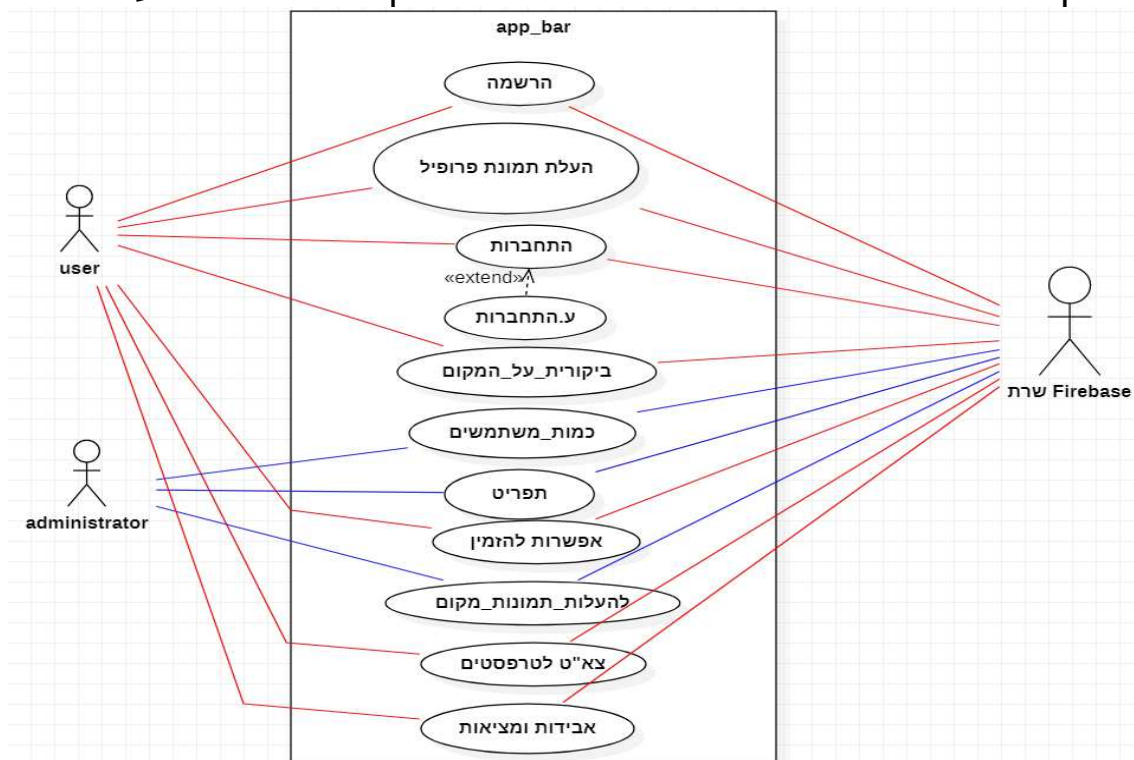 app_bar
הרשמה
העלת תמונת פרופיל
התחברות
«extend»
ע.התחברות
ביקורית_על_המקום
כמות_משתמשים
תפריט
אפשרות להזמין
להעלות_תמונות_מקום
צא"ט לטרפסטים
אבידות ומציאות
user
administrator
שרת Firebase